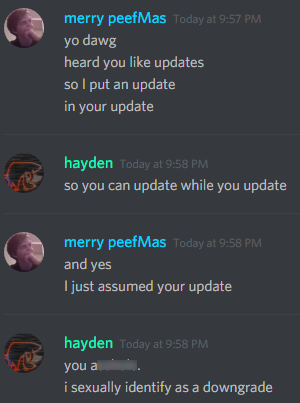 merry peefMas Today at 9:57 PM
yo dawg
heard you like updates
so I put an update
in your update
hayden Today at 9:58 PM
so you can update while you update
merry peefMas Today at 9:58 PM
and yes
I just assumed your update
hayden Today at 9:58 PM
you
i sexually identify as a downgrade